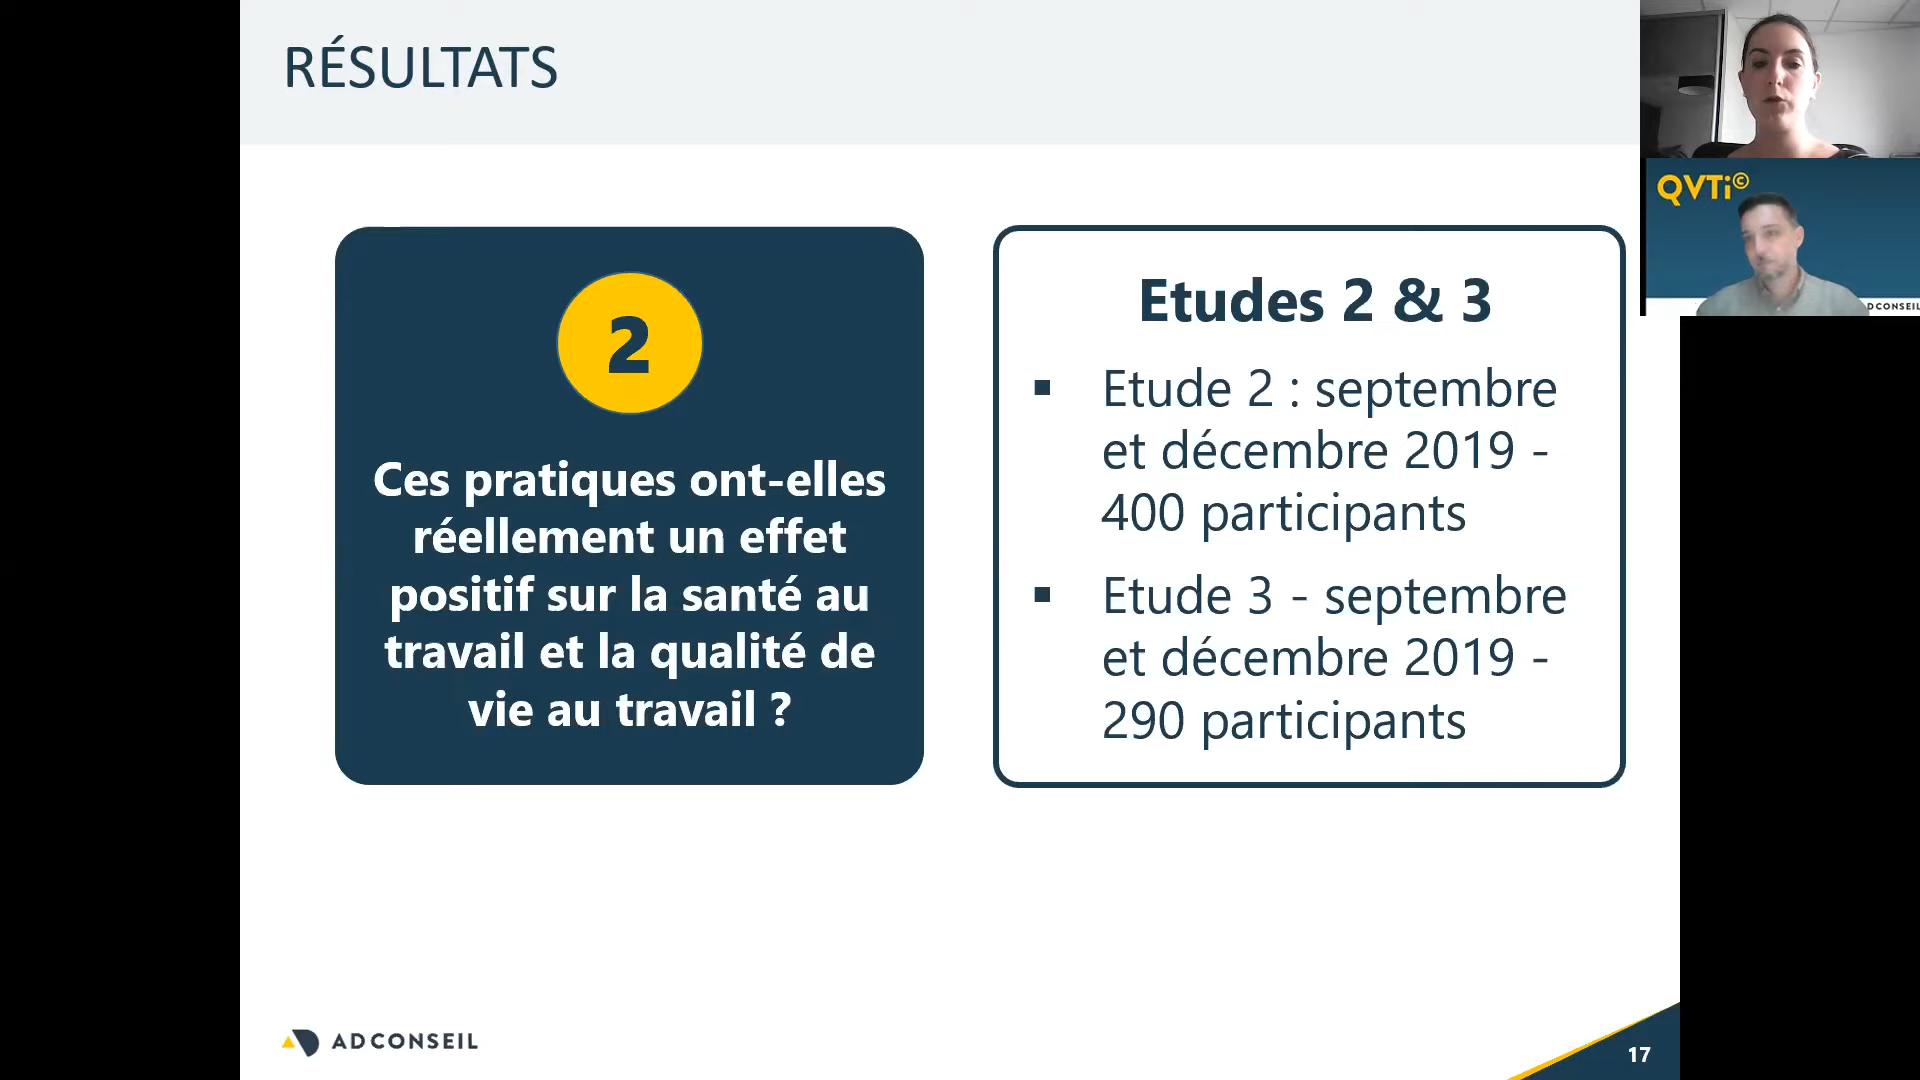 RÉSULTATS
2
Ces pratiques ont-elles
réellement un effet
positif sur la santé au
travail et la qualité de
vie au travail ?
Etudes 2 & 3
▪ Etude 2 : septembre
et décembre 2019 -
400 participants
▪ Etude 3 - septembre
et décembre 2019 -
290 participants
QVTi©
DCONSEIL
ADCONSEIL
17